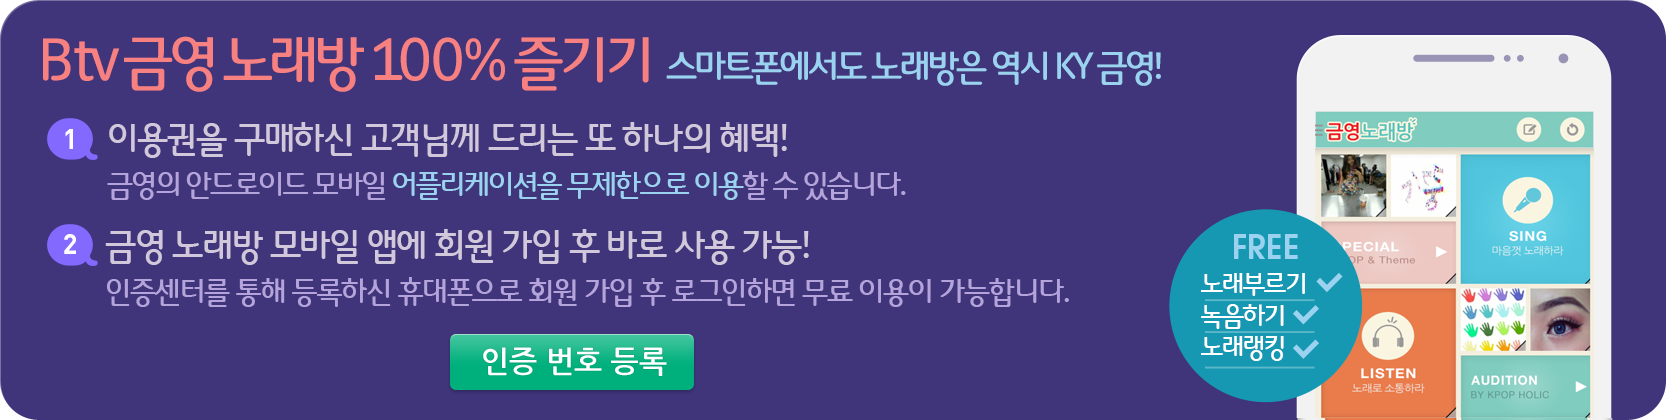 Btv 금영 노래방 100% 즐기기 스마트폰에서도 노래방은 역시 KY 금영!
1 이용권을 구매하신 고객님께 드리는 또 하나의 혜택!
금영의 안드로이드 모바일 어플리케이션을 무제한으로 이용할 수 있습니다.
2 금영 노래방 모바일 앱에 회원 가입 후 바로 사용 가능!
인증센터를 통해 등록하신 휴대폰으로 회원 가입 후 로그인하면 무료 이용이 가능합니다.
인증 번호 등록
FREE
노래부르기
녹음하기
노래랭킹
금영노래방
SING
마음껏 노래하라
PECIAL
OP & Theme
LISTEN
노래로 소통하라
AUDITION
BY KPOP HOLIC